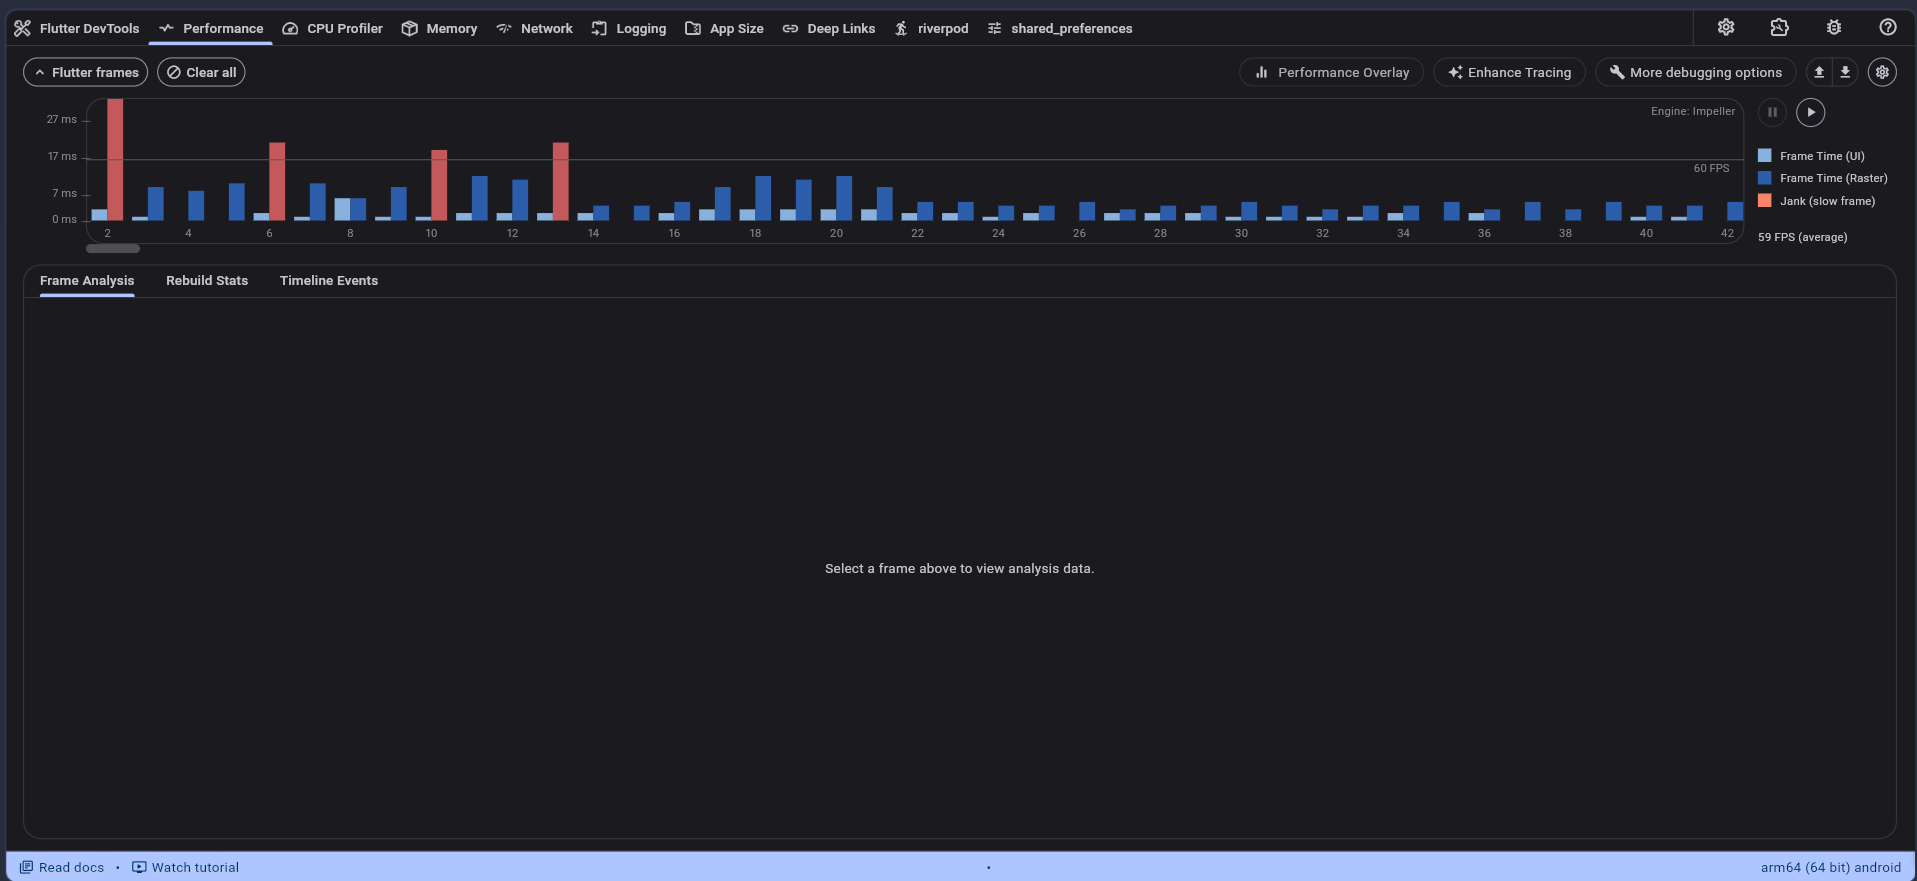 Flutter DevTools Performance CPU Profiler Memory Network Logging App Size Deep Links riverpod shared_preferences
Flutter frames Clear all Performance Overlay Enhance Tracing More debugging options
Engine: Impeller
27 ms
17 ms
7 ms
0 ms
60 FPS
2 4 6 8 10 12 14 16 18 20 22 24 26 28 30 32 34 36 38 40 42
Frame Time (UI)
Frame Time (Raster)
Jank (slow frame)
59 FPS (average)
Frame Analysis Rebuild Stats Timeline Events
Select a frame above to view analysis data.
Read docs • Watch tutorial • arm64 (64 bit) android